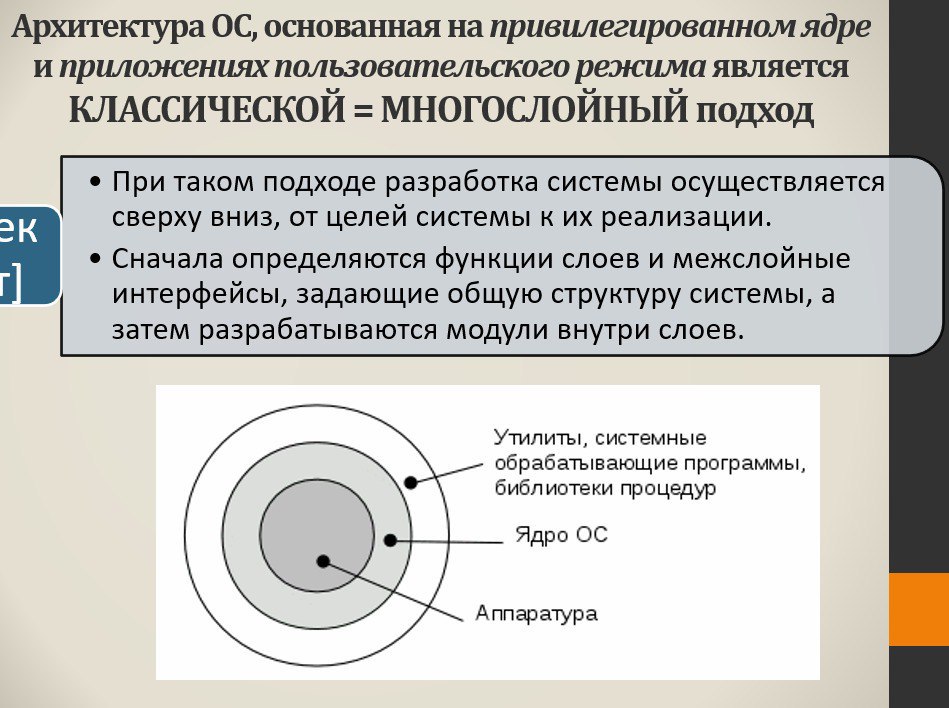 Архитектура ОС, основанная на привилегированном ядре
и приложениях пользовательского режима является
КЛАССИЧЕСКОЙ = МНОГОСЛОЙНЫЙ подход
• При таком подходе разработка системы осуществляется
сверху вниз, от целей системы к их реализации.
• Сначала определяются функции слоев и межслойные
интерфейсы, задающие общую структуру системы, а
затем разрабатываются модули внутри слоев.
ек
т]
Утилиты, системные
обрабатывающие программы,
библиотеки процедур
Ядро ОС
Аппаратура